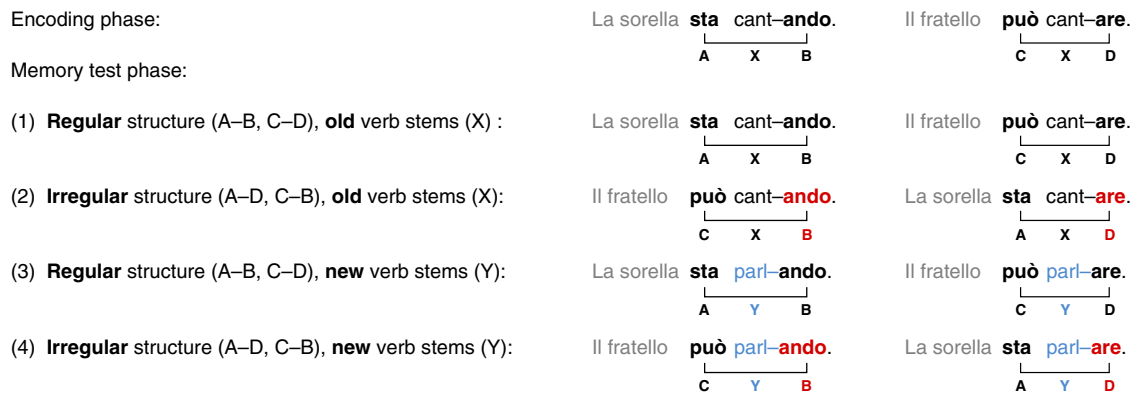 Encoding phase: La sorella sta cant–ando. Il fratello può cant–are.
A X B C X D
Memory test phase:
(1) Regular structure (A–B, C–D), old verb stems (X) : La sorella sta cant–ando. Il fratello può cant–are.
A X B C X D
(2) Irregular structure (A–D, C–B), old verb stems (X): Il fratello può cant–ando. La sorella sta cant–are.
C X B A X D
(3) Regular structure (A–B, C–D), new verb stems (Y): La sorella sta parl–ando. Il fratello può parl–are.
A Y B C Y D
(4) Irregular structure (A–D, C–B), new verb stems (Y): Il fratello può parl–ando. La sorella sta parl–are.
C Y B A Y D